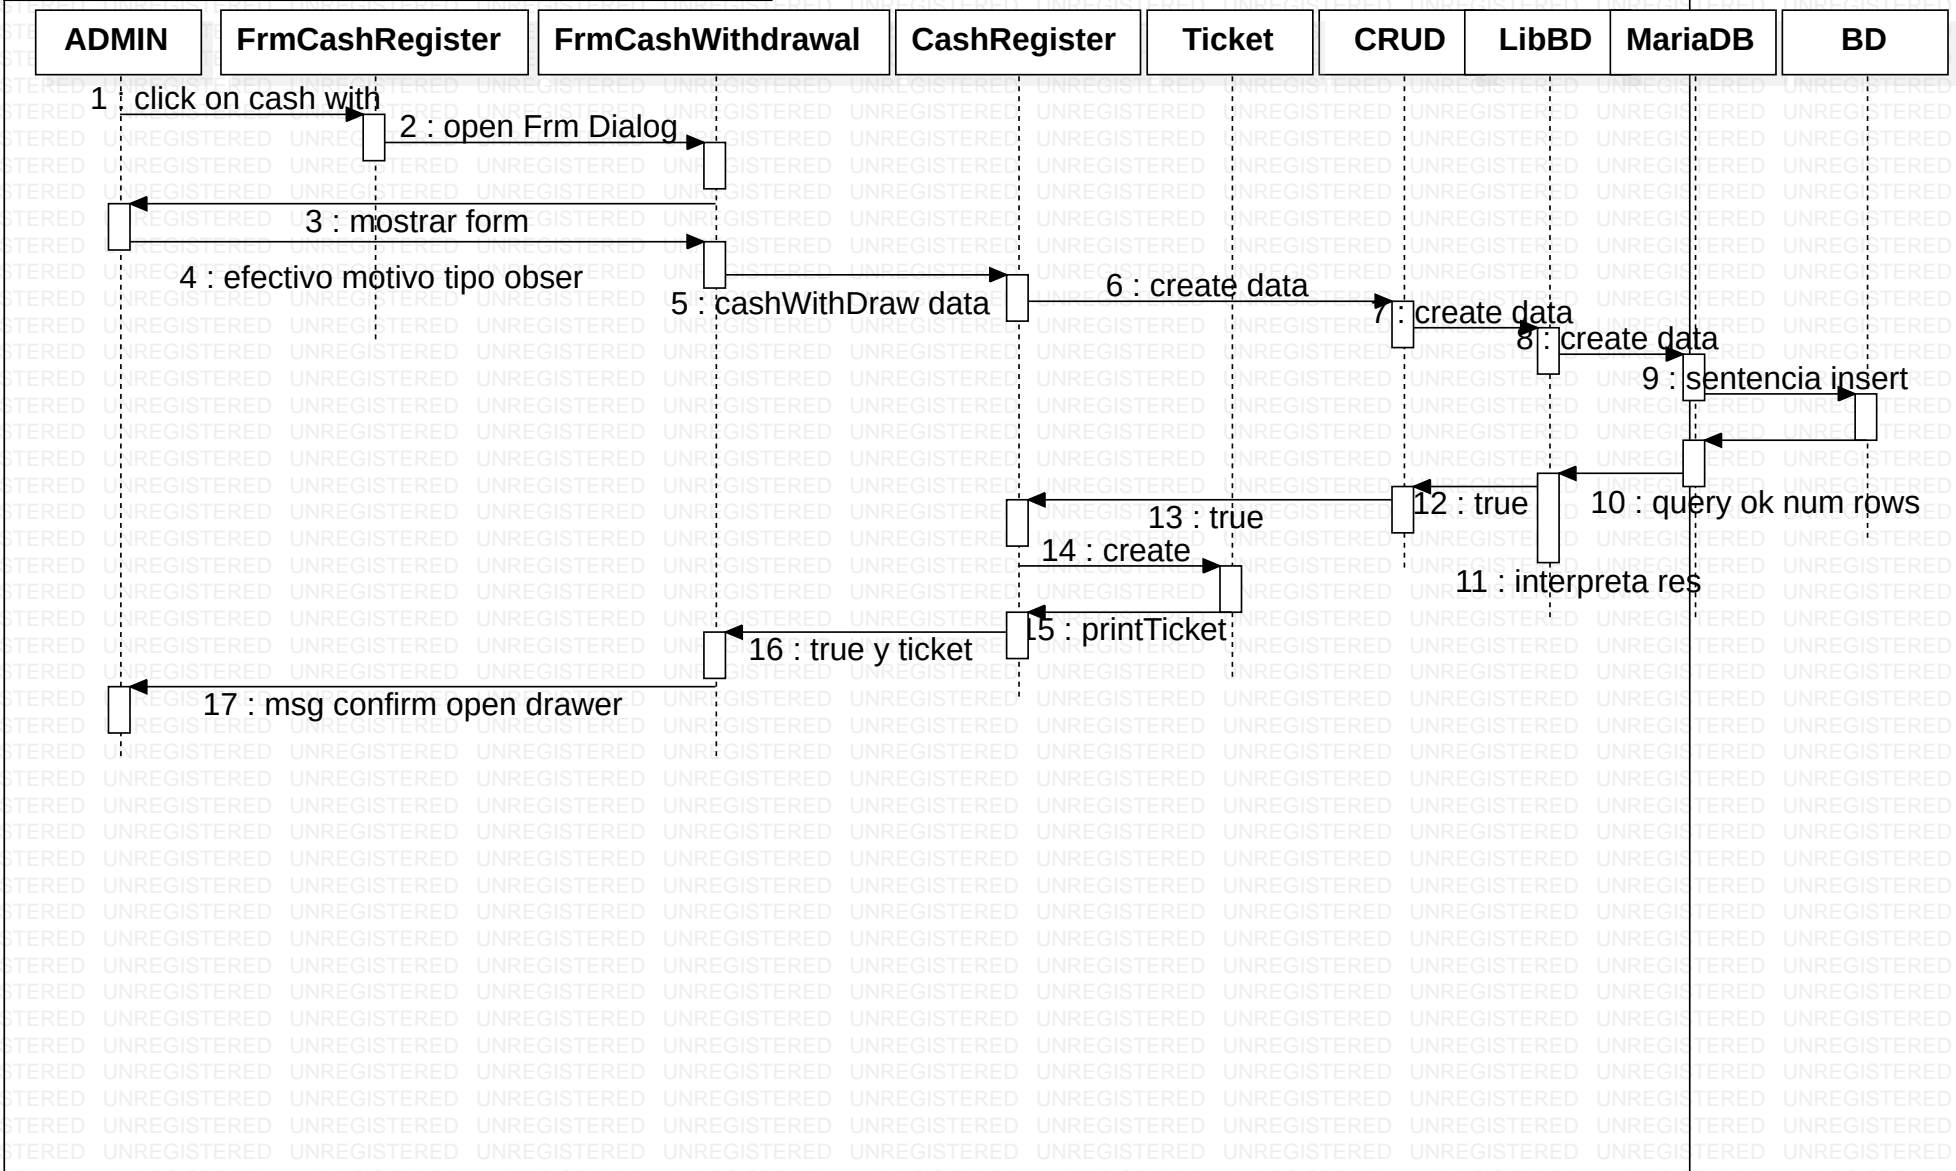 ADMIN
FrmCashRegister
FrmCashWithdrawal
CashRegister
Ticket
CRUD
LibBD
MariaDB
BD
1 : click on cash with
2 : open Frm Dialog
3 : mostrar form
4 : efectivo motivo tipo obser
5 : cashWithDraw data
6 : create data
7 : create data
8 : create data
9 : sentencia insert
10 : query ok num rows
11 : interpreta res
12 : true
13 : true
14 : create
15 : printTicket
16 : true y ticket
17 : msg confirm open drawer
UNREGISTERED